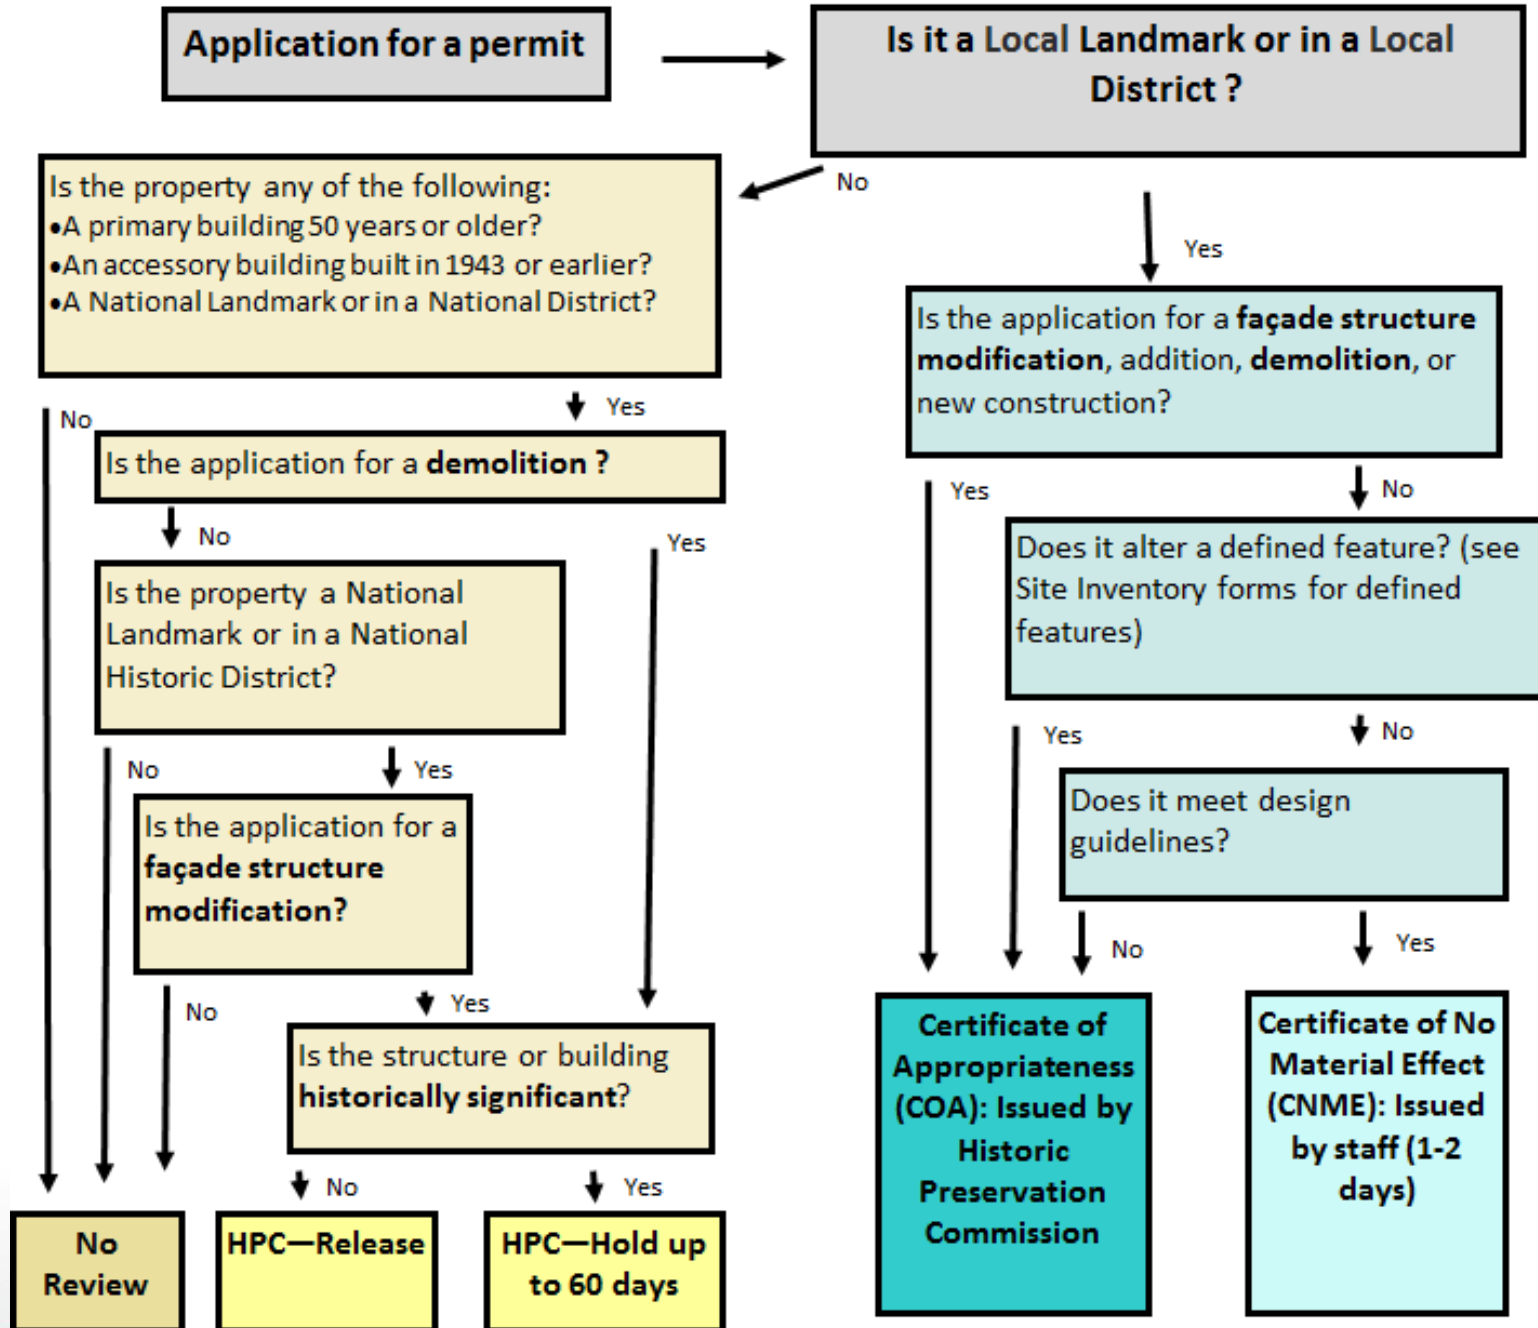 Application for a permit
Is it a Local Landmark or in a Local
District ?
No
Yes
Is the property any of the following:
•A primary building 50 years or older?
•An accessory building built in 1943 or earlier?
•A National Landmark or in a National District?
No
Yes
Is the application for a demolition ?
No
Yes
Is the property a National
Landmark or in a National
Historic District?
No
Yes
Is the application for a
façade structure
modification?
No
Yes
Is the structure or building
historically significant?
No
Yes
No
Review
HPC—Release
HPC—Hold up
to 60 days
Is the application for a façade structure
modification, addition, demolition, or
new construction?
Yes
No
Does it alter a defined feature? (see
Site Inventory forms for defined
features)
Yes
No
Does it meet design
guidelines?
No
Yes
Certificate of
Appropriateness
(COA): Issued by
Historic
Preservation
Commission
Certificate of No
Material Effect
(CNME): Issued
by staff (1-2
days)